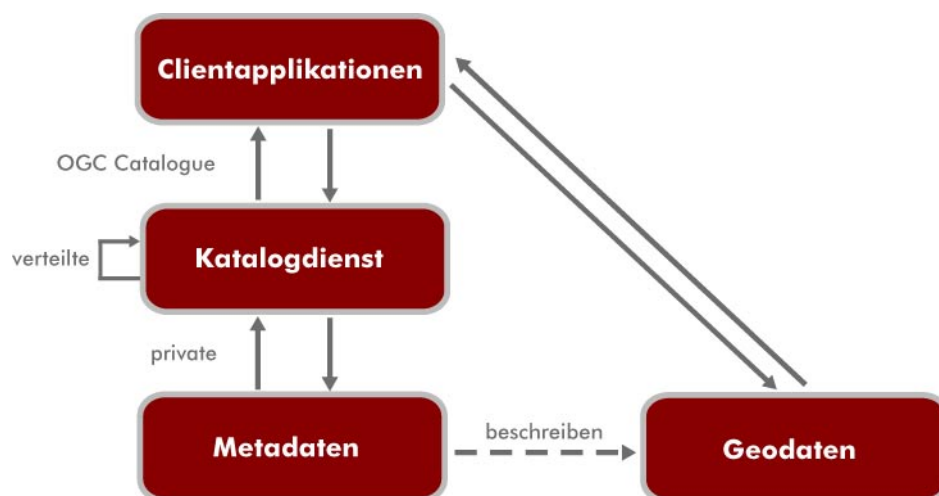 Clientapplikationen
OGC Catalogue
verteilte
Katalogdienst
private
Metadaten
beschreiben
Geodaten